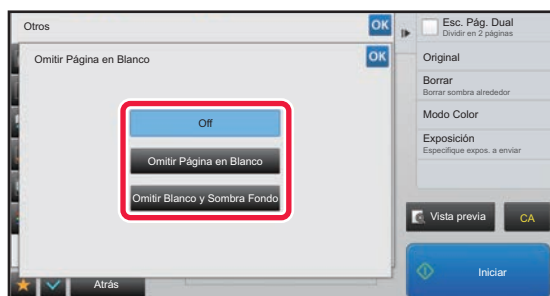 Otros
OK
Omitir Página en Blanco
OK
Off
Omitir Página en Blanco
Omitir Blanco y Sombra Fondo
Atrás
Esc. Pág. Dual
Dividir en 2 páginas
Original
Borrar
Borrar sombra alrededor
Modo Color
Exposición
Especifique expos. a enviar
Vista previa
CA
Iniciar